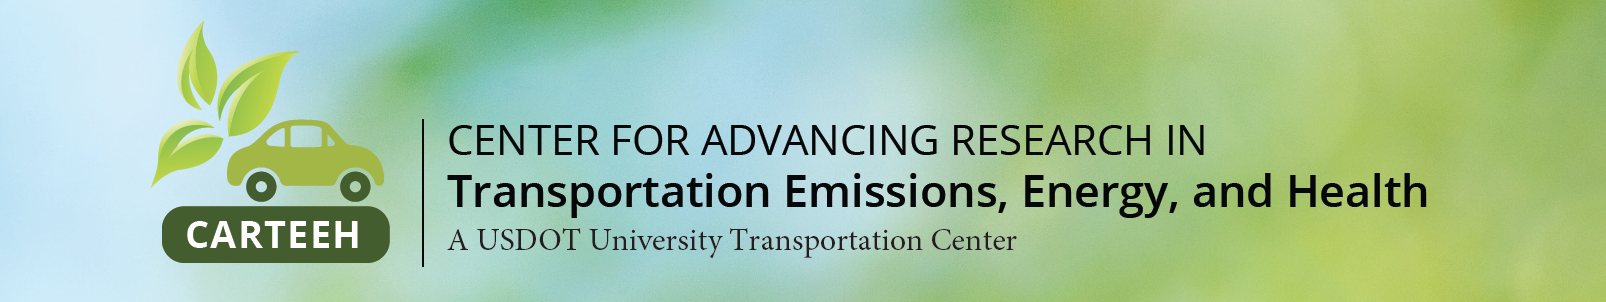 CARTEEH
CENTER FOR ADVANCING RESEARCH IN
Transportation Emissions, Energy, and Health
A USDOT University Transportation Center